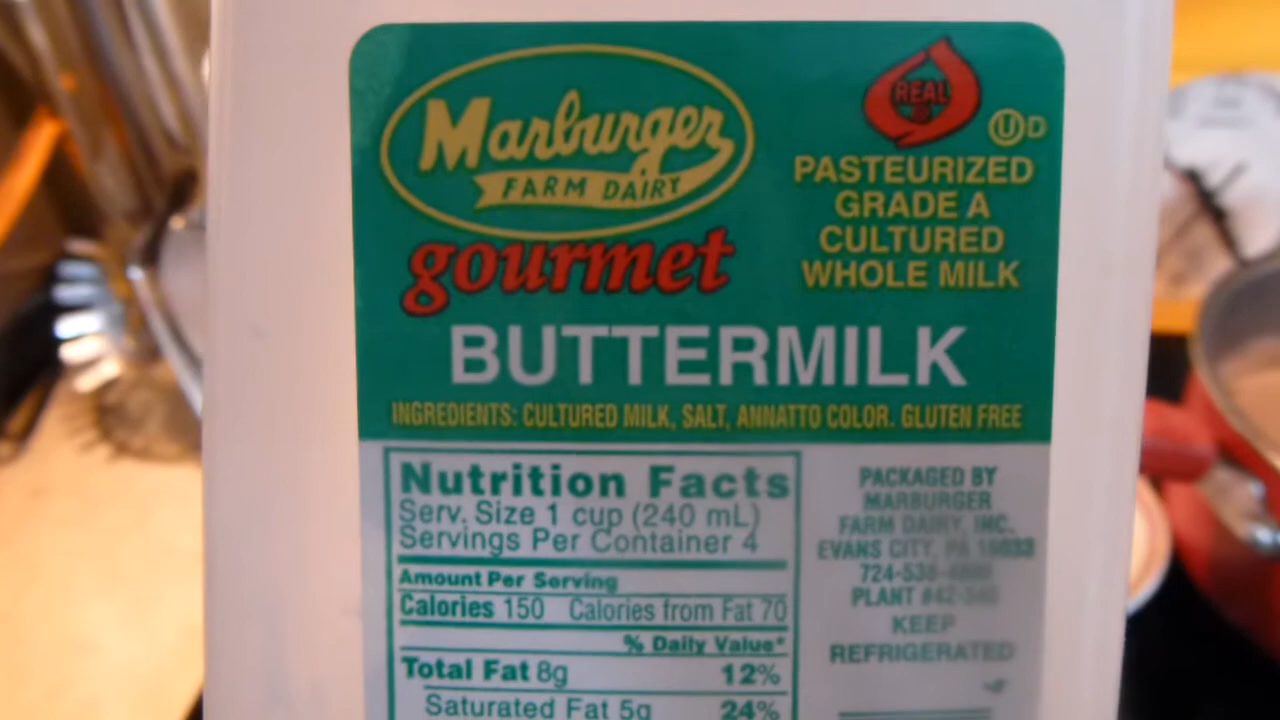 Marburger
FARM DAIRY
gourmet
REAL
U D
PASTEURIZED
GRADE A
CULTURED
WHOLE MILK
BUTTERMILK
INGREDIENTS: CULTURED MILK, SALT, ANNATTO COLOR. GLUTEN FREE
Nutrition Facts
Serv. Size 1 cup (240 mL)
Servings Per Container 4
Amount Per Serving
Calories 150 Calories from Fat 70
% Daily Value*
Total Fat 8g 12%
Saturated Fat 5g 24%
PACKAGED BY
MARBURGER
FARM DAIRY, INC.
EVANS CITY, PA
PLANT
KEEP
REFRIGERATED